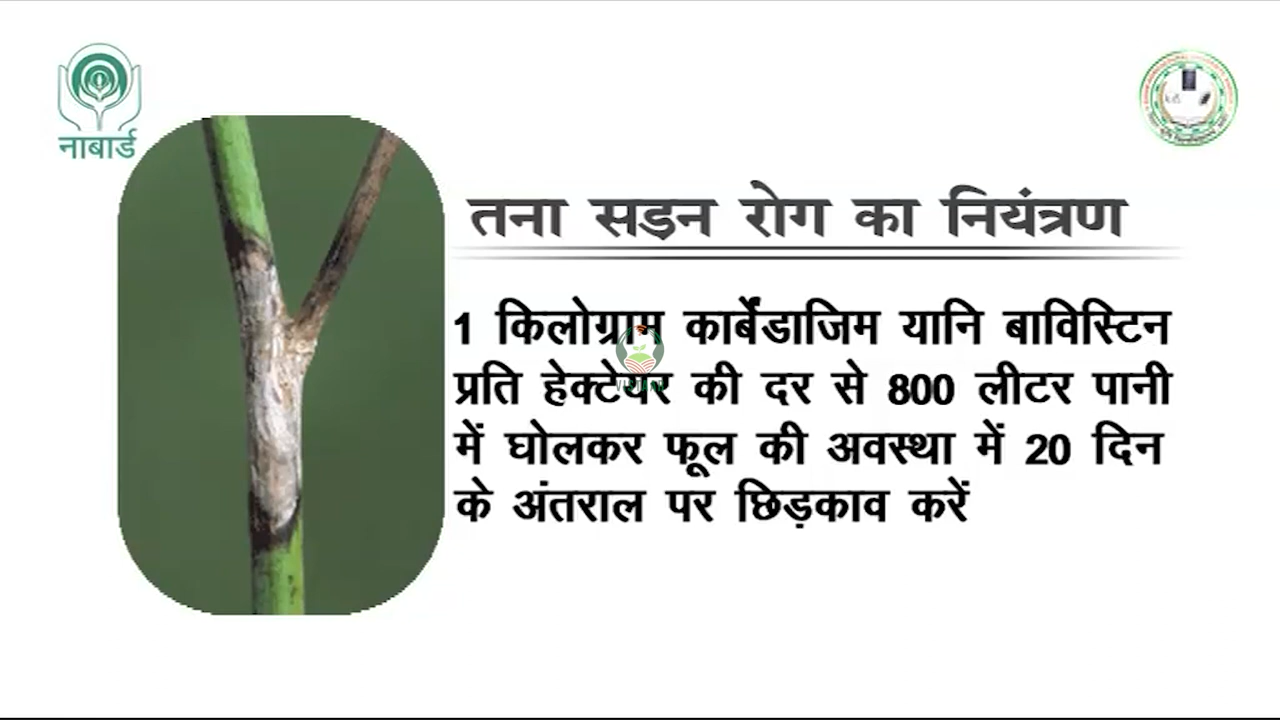 नाबार्ड
तना सड़न रोग का नियंत्रण
1 किलोग्राम कार्बेंडाजिम यानि बाविस्टिन
प्रति हेक्टेयर की दर से 800 लीटर पानी
में घोलकर फूल की अवस्था में 20 दिन
के अंतराल पर छिड़काव करें